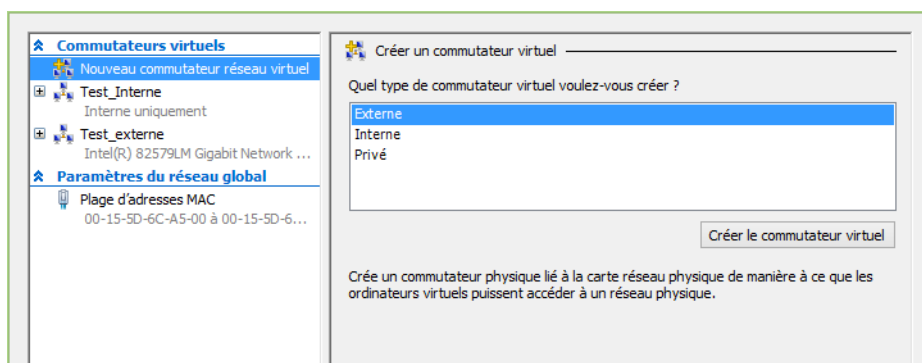 Commutateurs virtuels
Nouveau commutateur réseau virtuel
Test_Interne
Interne uniquement
Test_externe
Intel(R) 82579LM Gigabit Network ...
Paramètres du réseau global
Plage d'adresses MAC
00-15-5D-6C-A5-00 à 00-15-5D-6...
Créer un commutateur virtuel
Quel type de commutateur virtuel voulez-vous créer ?
Externe
Interne
Privé
Créer le commutateur virtuel
Crée un commutateur physique lié à la carte réseau physique de manière à ce que les
ordinateurs virtuels puissent accéder à un réseau physique.